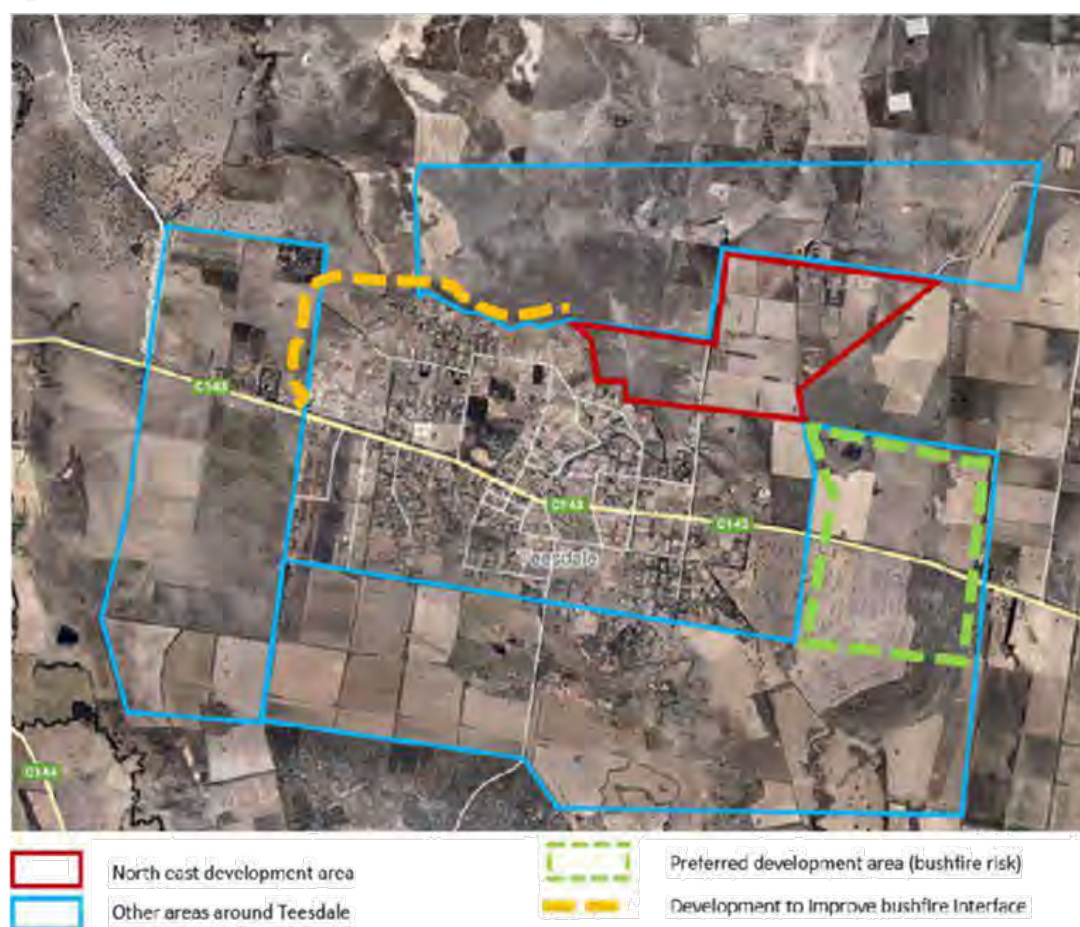 C143
C143
C143
Teesdale
C144
North east development area
Other areas around Teesdale
Preferred development area (bushfire risk)
Development to improve bushfire interface